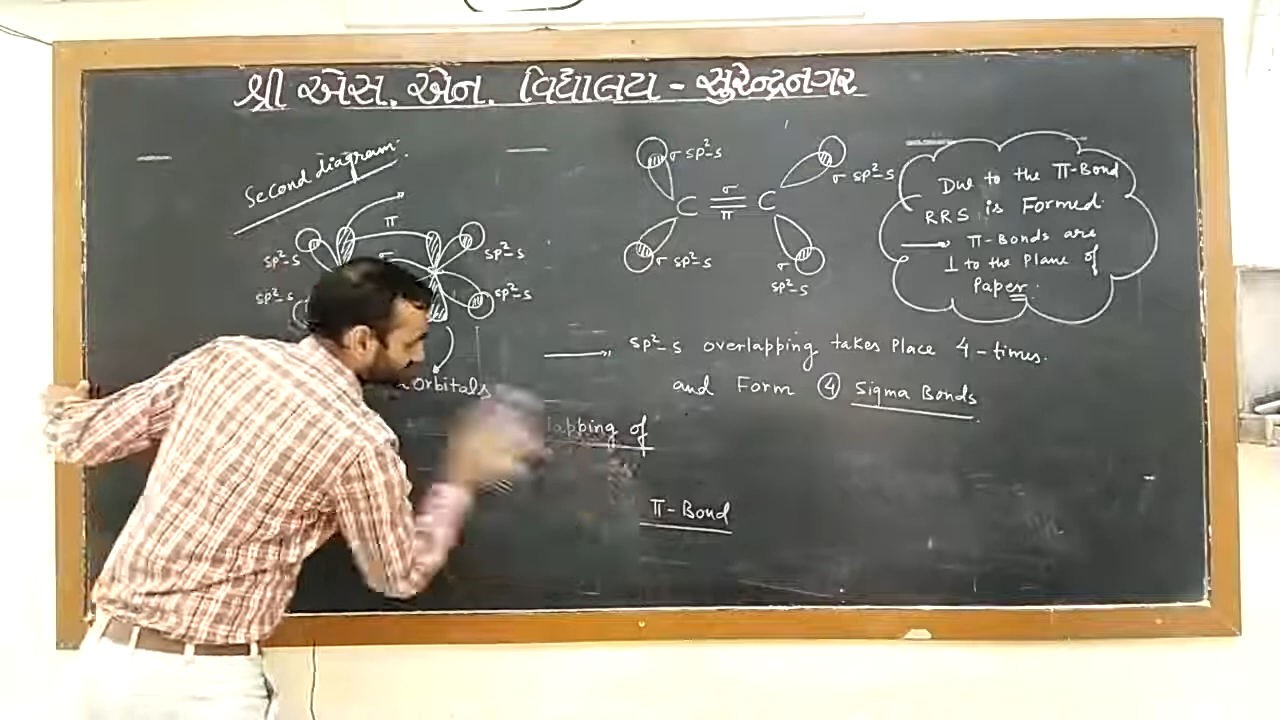 શ્રી એસ. એન. વિદ્યાલય - સુરેન્દ્રનગર
Second diagram.
π
sp²-s
sp²-s
σ
sp²-s
sp²-s
Orbitals
σ sp²-s
σ sp²-s
C σ C
π
σ sp²-s
σ
sp²-s
Due to the π-Bond
RRS is Formed.
→ π-Bonds are
⊥ to the Plane of
Paper.
→ sp²-s overlapping takes Place 4-times.
and Form ④ Sigma Bonds
lapping of
π-Bond